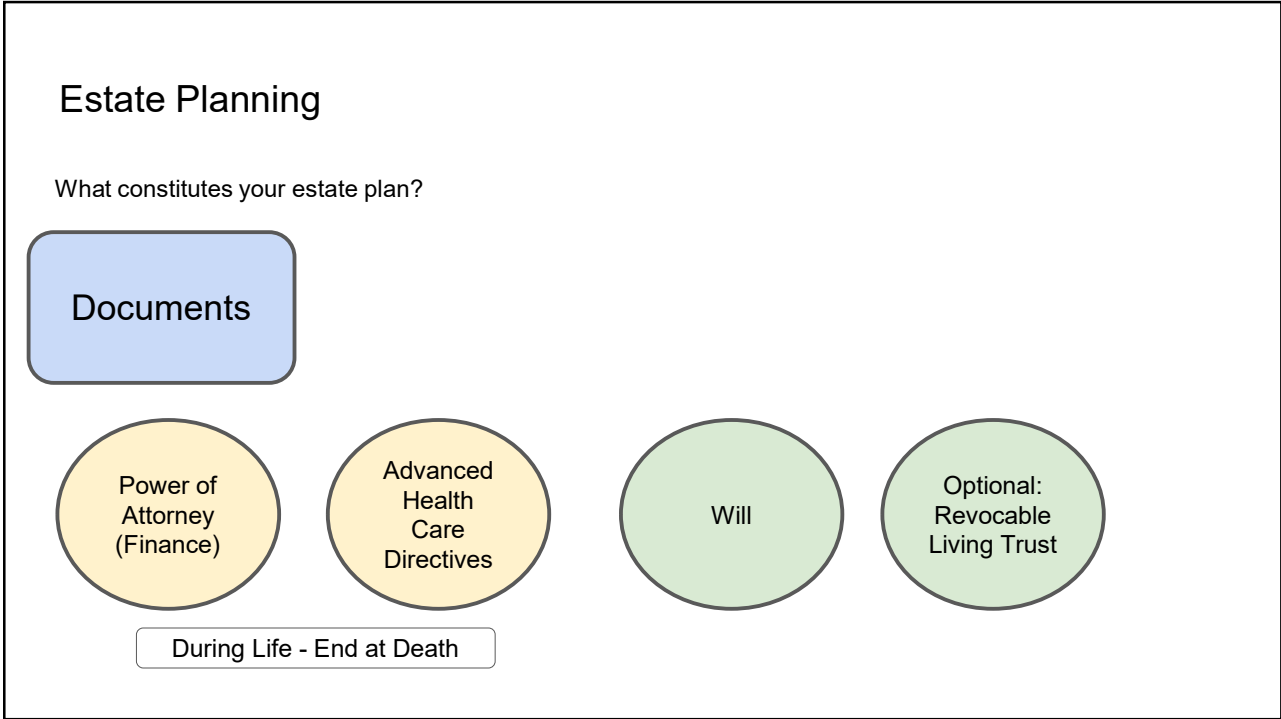 Estate Planning
What constitutes your estate plan?
Documents
Power of
Attorney
(Finance)
Advanced
Health
Care
Directives
Will
Optional:
Revocable
Living Trust
During Life - End at Death